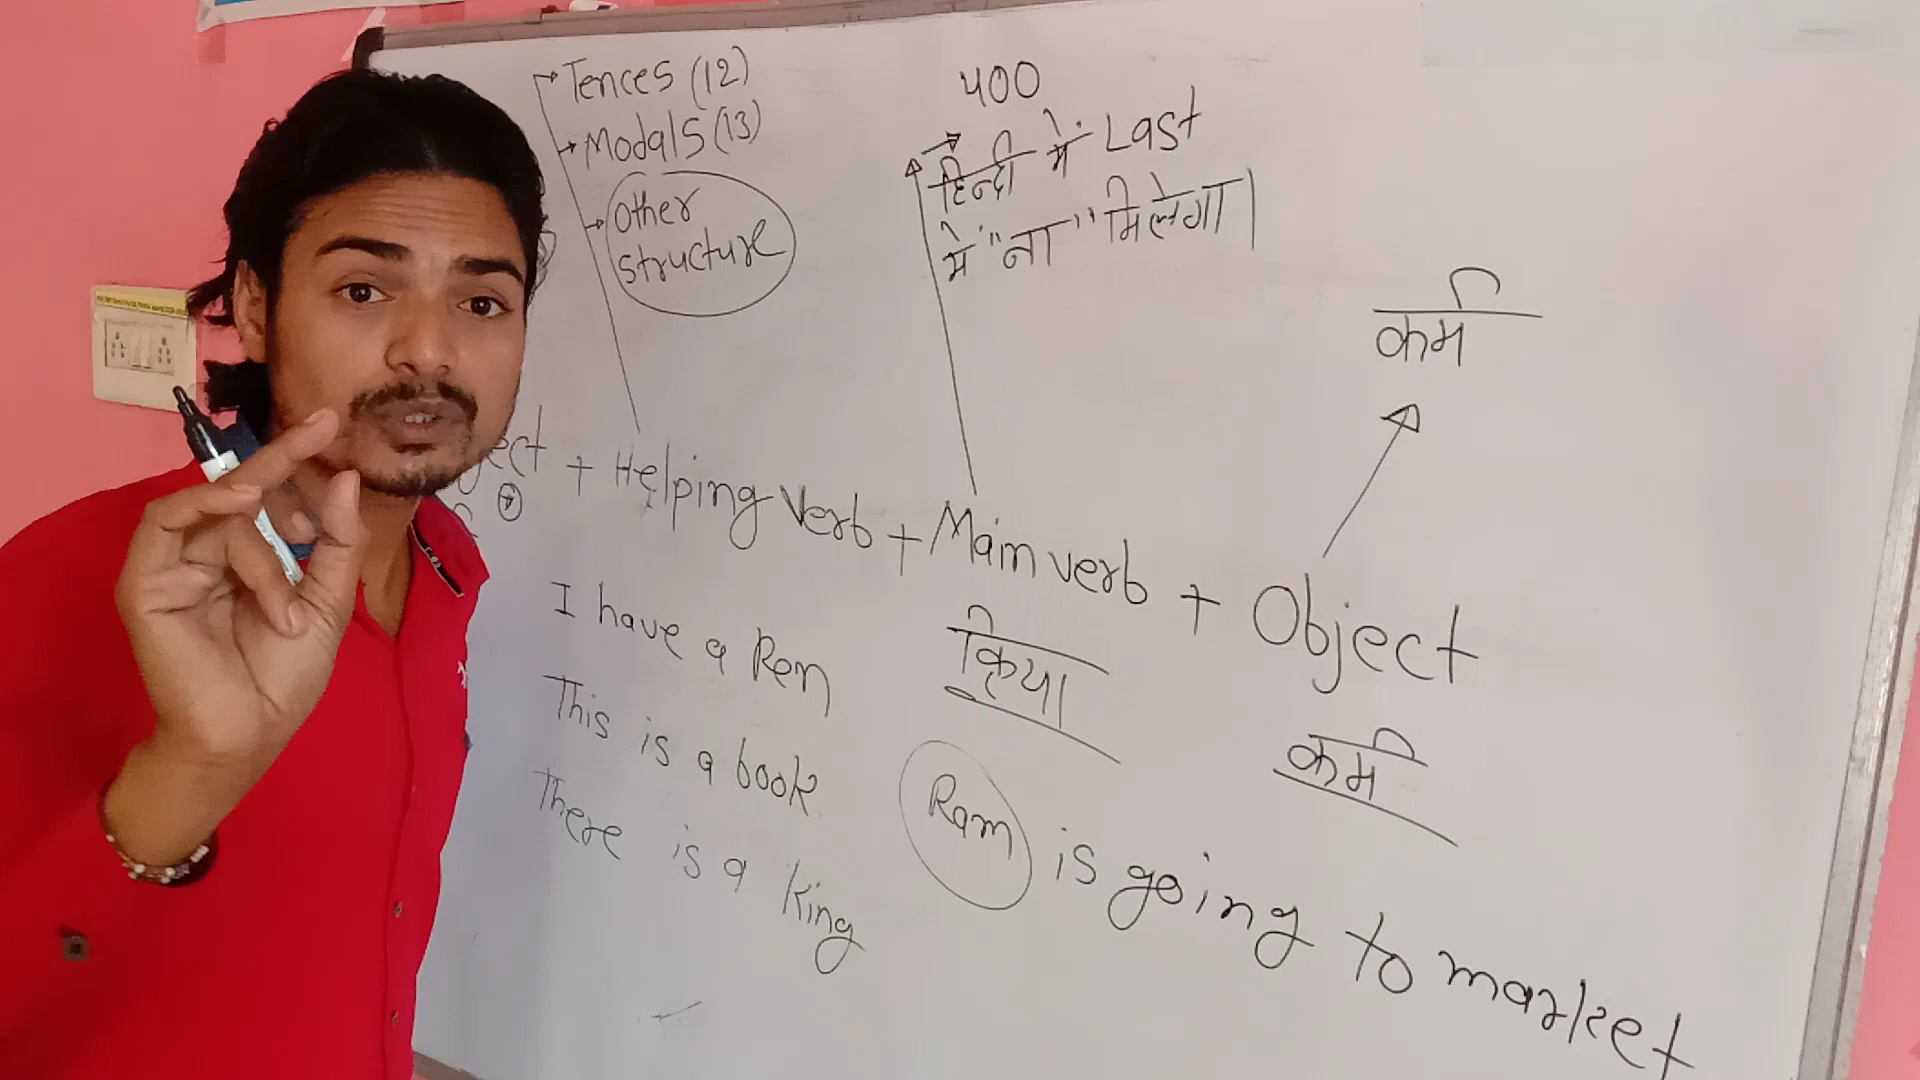 Tences (12)
Modals (13)
Other
structure
400
हिन्दी में Last
में "ना" मिलेगा।
कर्म
ject + Helping Verb + Main verb + Object
क्रिया
कर्म
I have a Pen
This is a book
There is a king
Ram is going to market